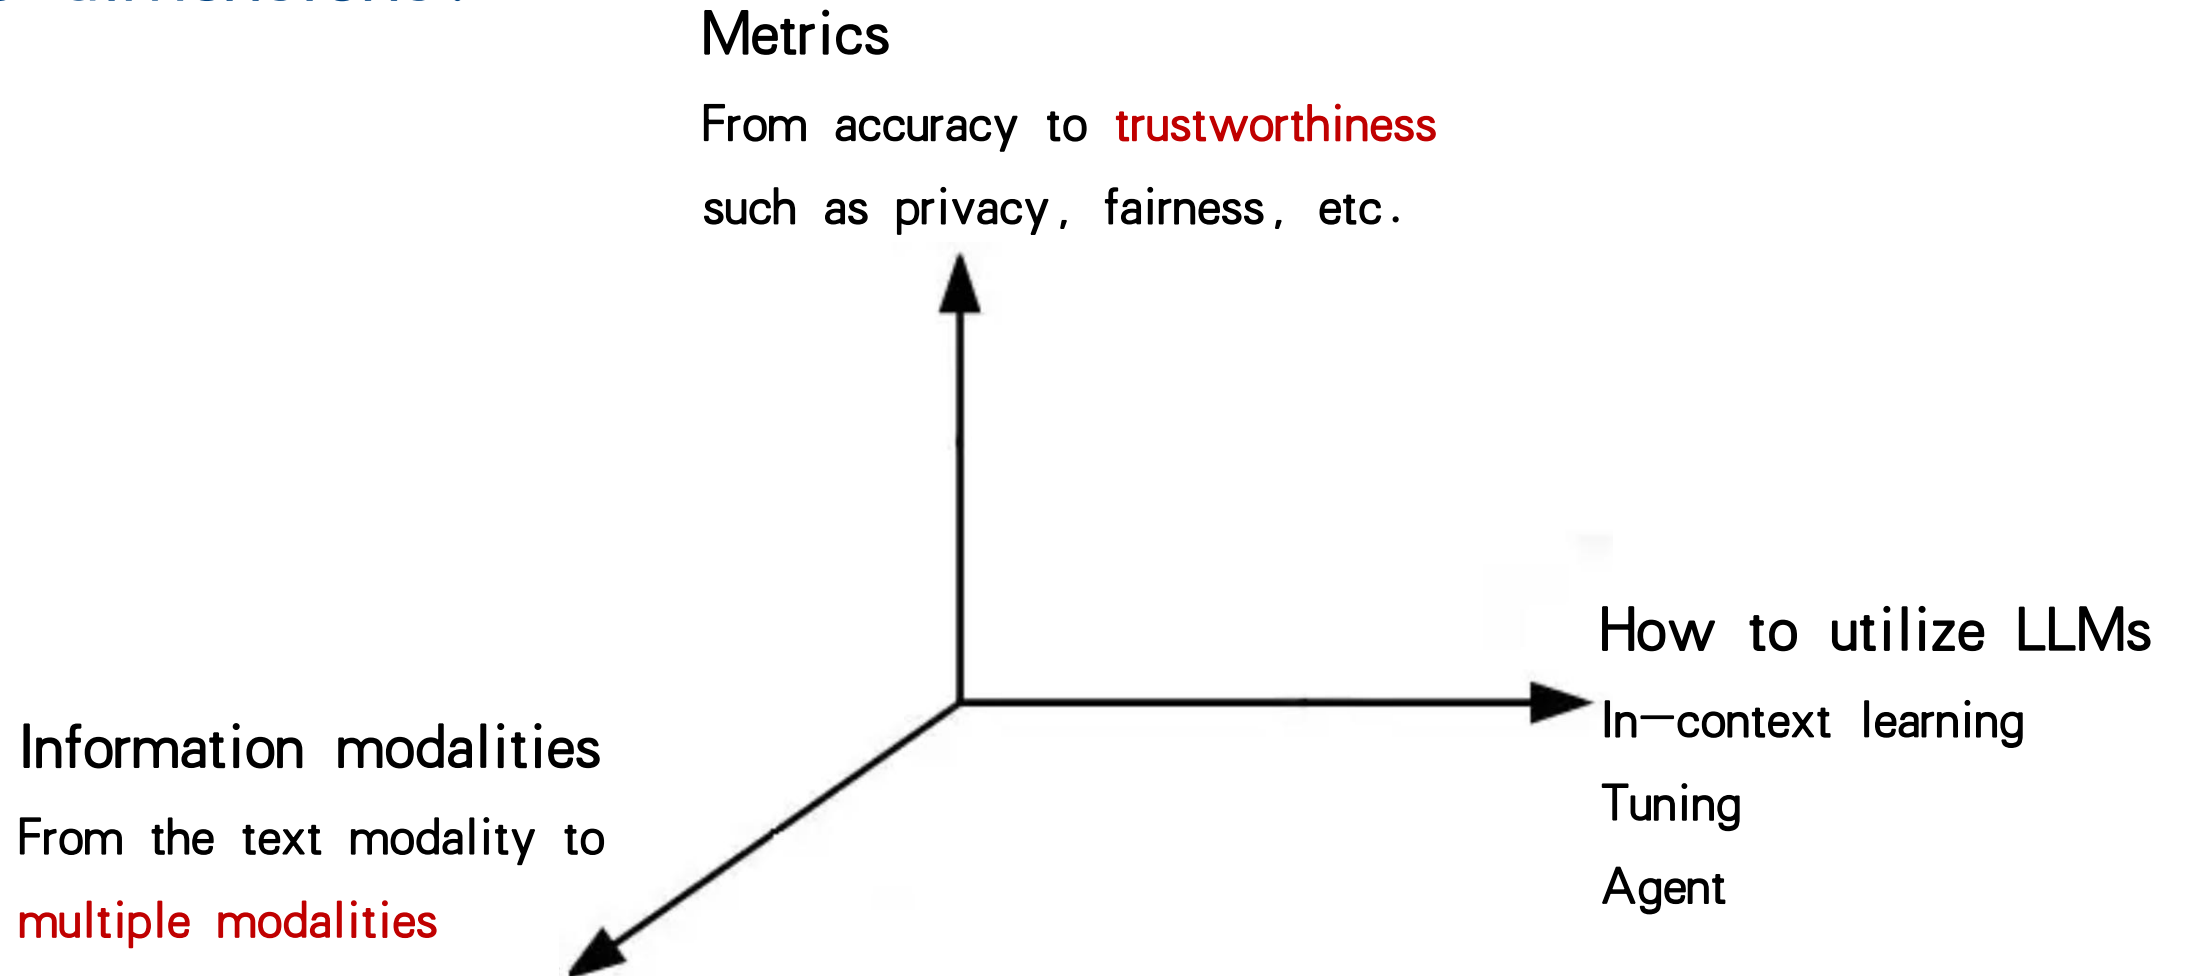 Metrics
From accuracy to trustworthiness
such as privacy, fairness, etc.
How to utilize LLMs
In-context learning
Tuning
Agent
Information modalities
From the text modality to
multiple modalities